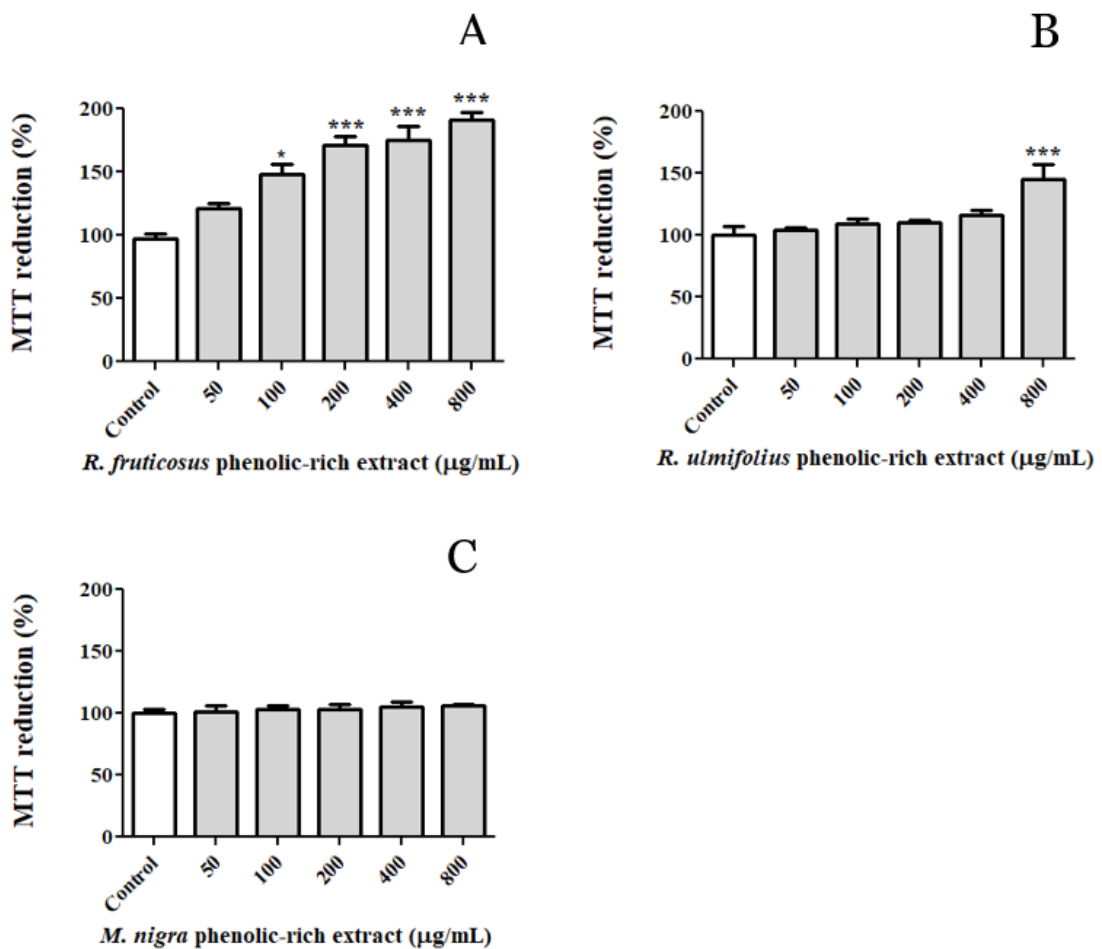 A
MTT reduction (%)
200
150
100
50
0
*
***
***
***
Control
50
100
200
400
800
R. fruticosus phenolic-rich extract (μg/mL)
B
MTT reduction (%)
200
150
100
50
0
***
Control
50
100
200
400
800
R. ulmifolius phenolic-rich extract (μg/mL)
C
MTT reduction (%)
200
150
100
50
0
Control
50
100
200
400
800
M. nigra phenolic-rich extract (μg/mL)